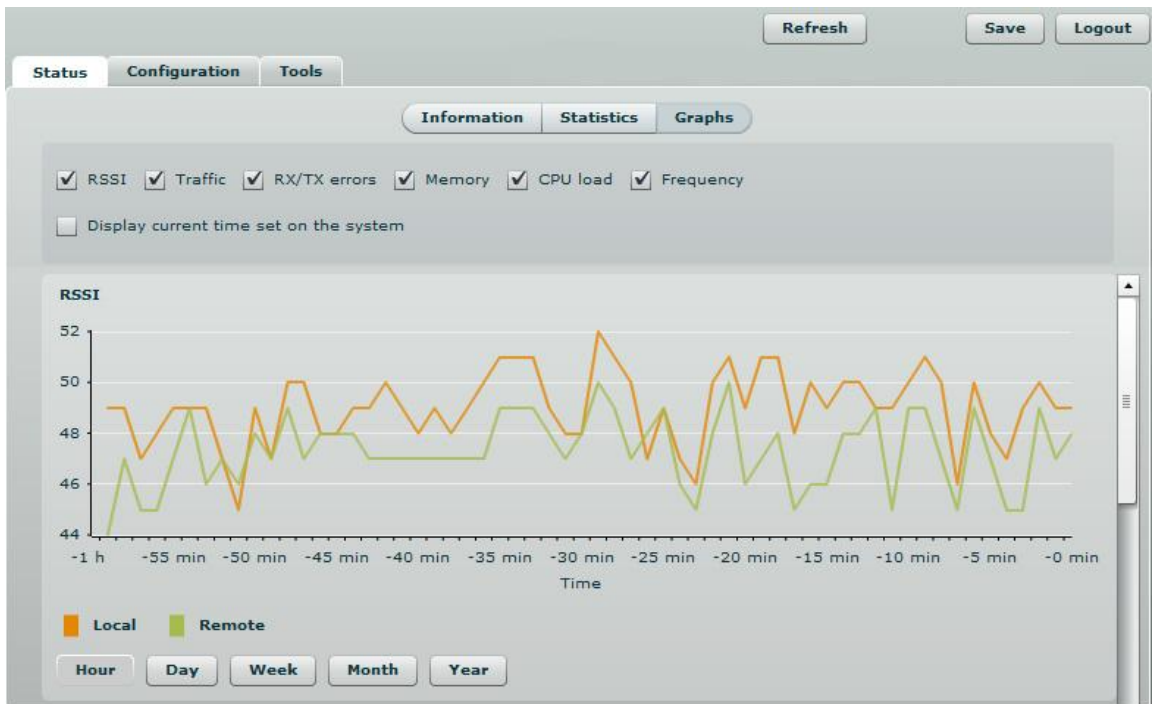 Refresh Save Logout
Status Configuration Tools
Information Statistics Graphs
RSSI Traffic RX/TX errors Memory CPU load Frequency
Display current time set on the system
RSSI
52
50
48
46
44
-1 h -55 min -50 min -45 min -40 min -35 min -30 min -25 min -20 min -15 min -10 min -5 min -0 min
Time
Local Remote
Hour Day Week Month Year